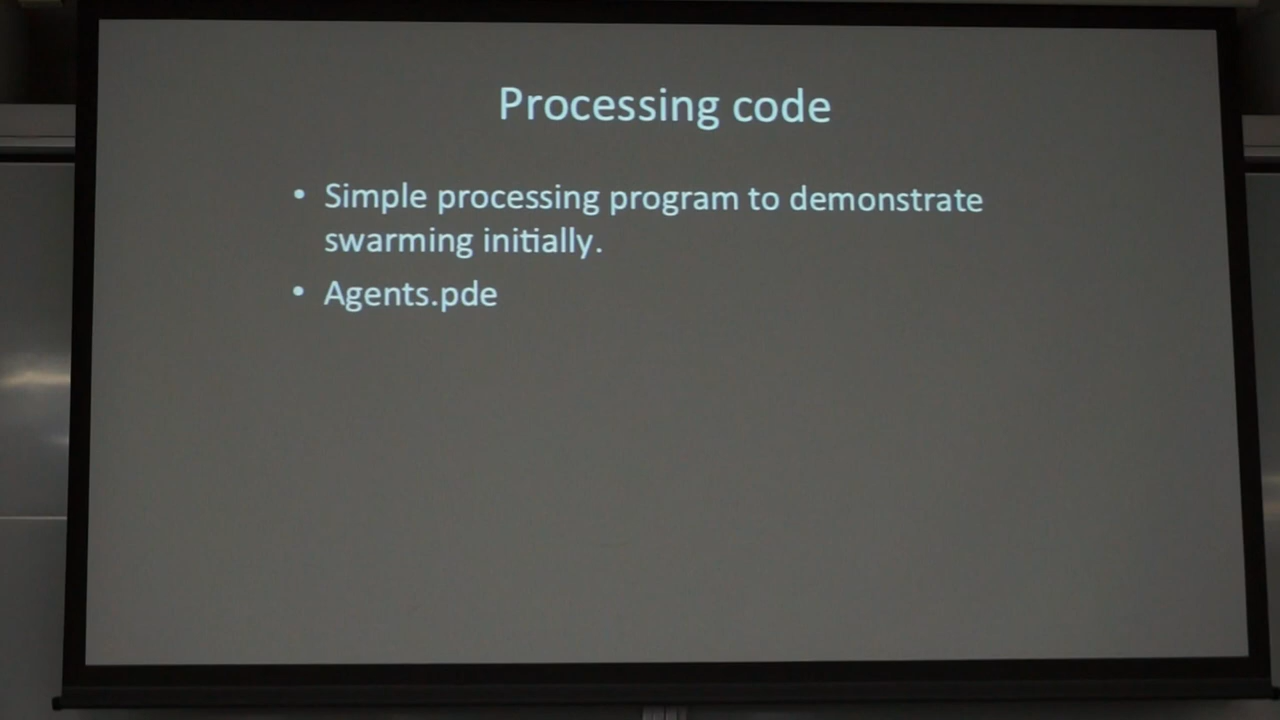 Processing code
• Simple processing program to demonstrate
swarming initially.
• Agents.pde